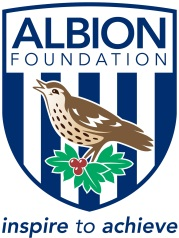 ALBION
FOUNDATION
inspire to achieve